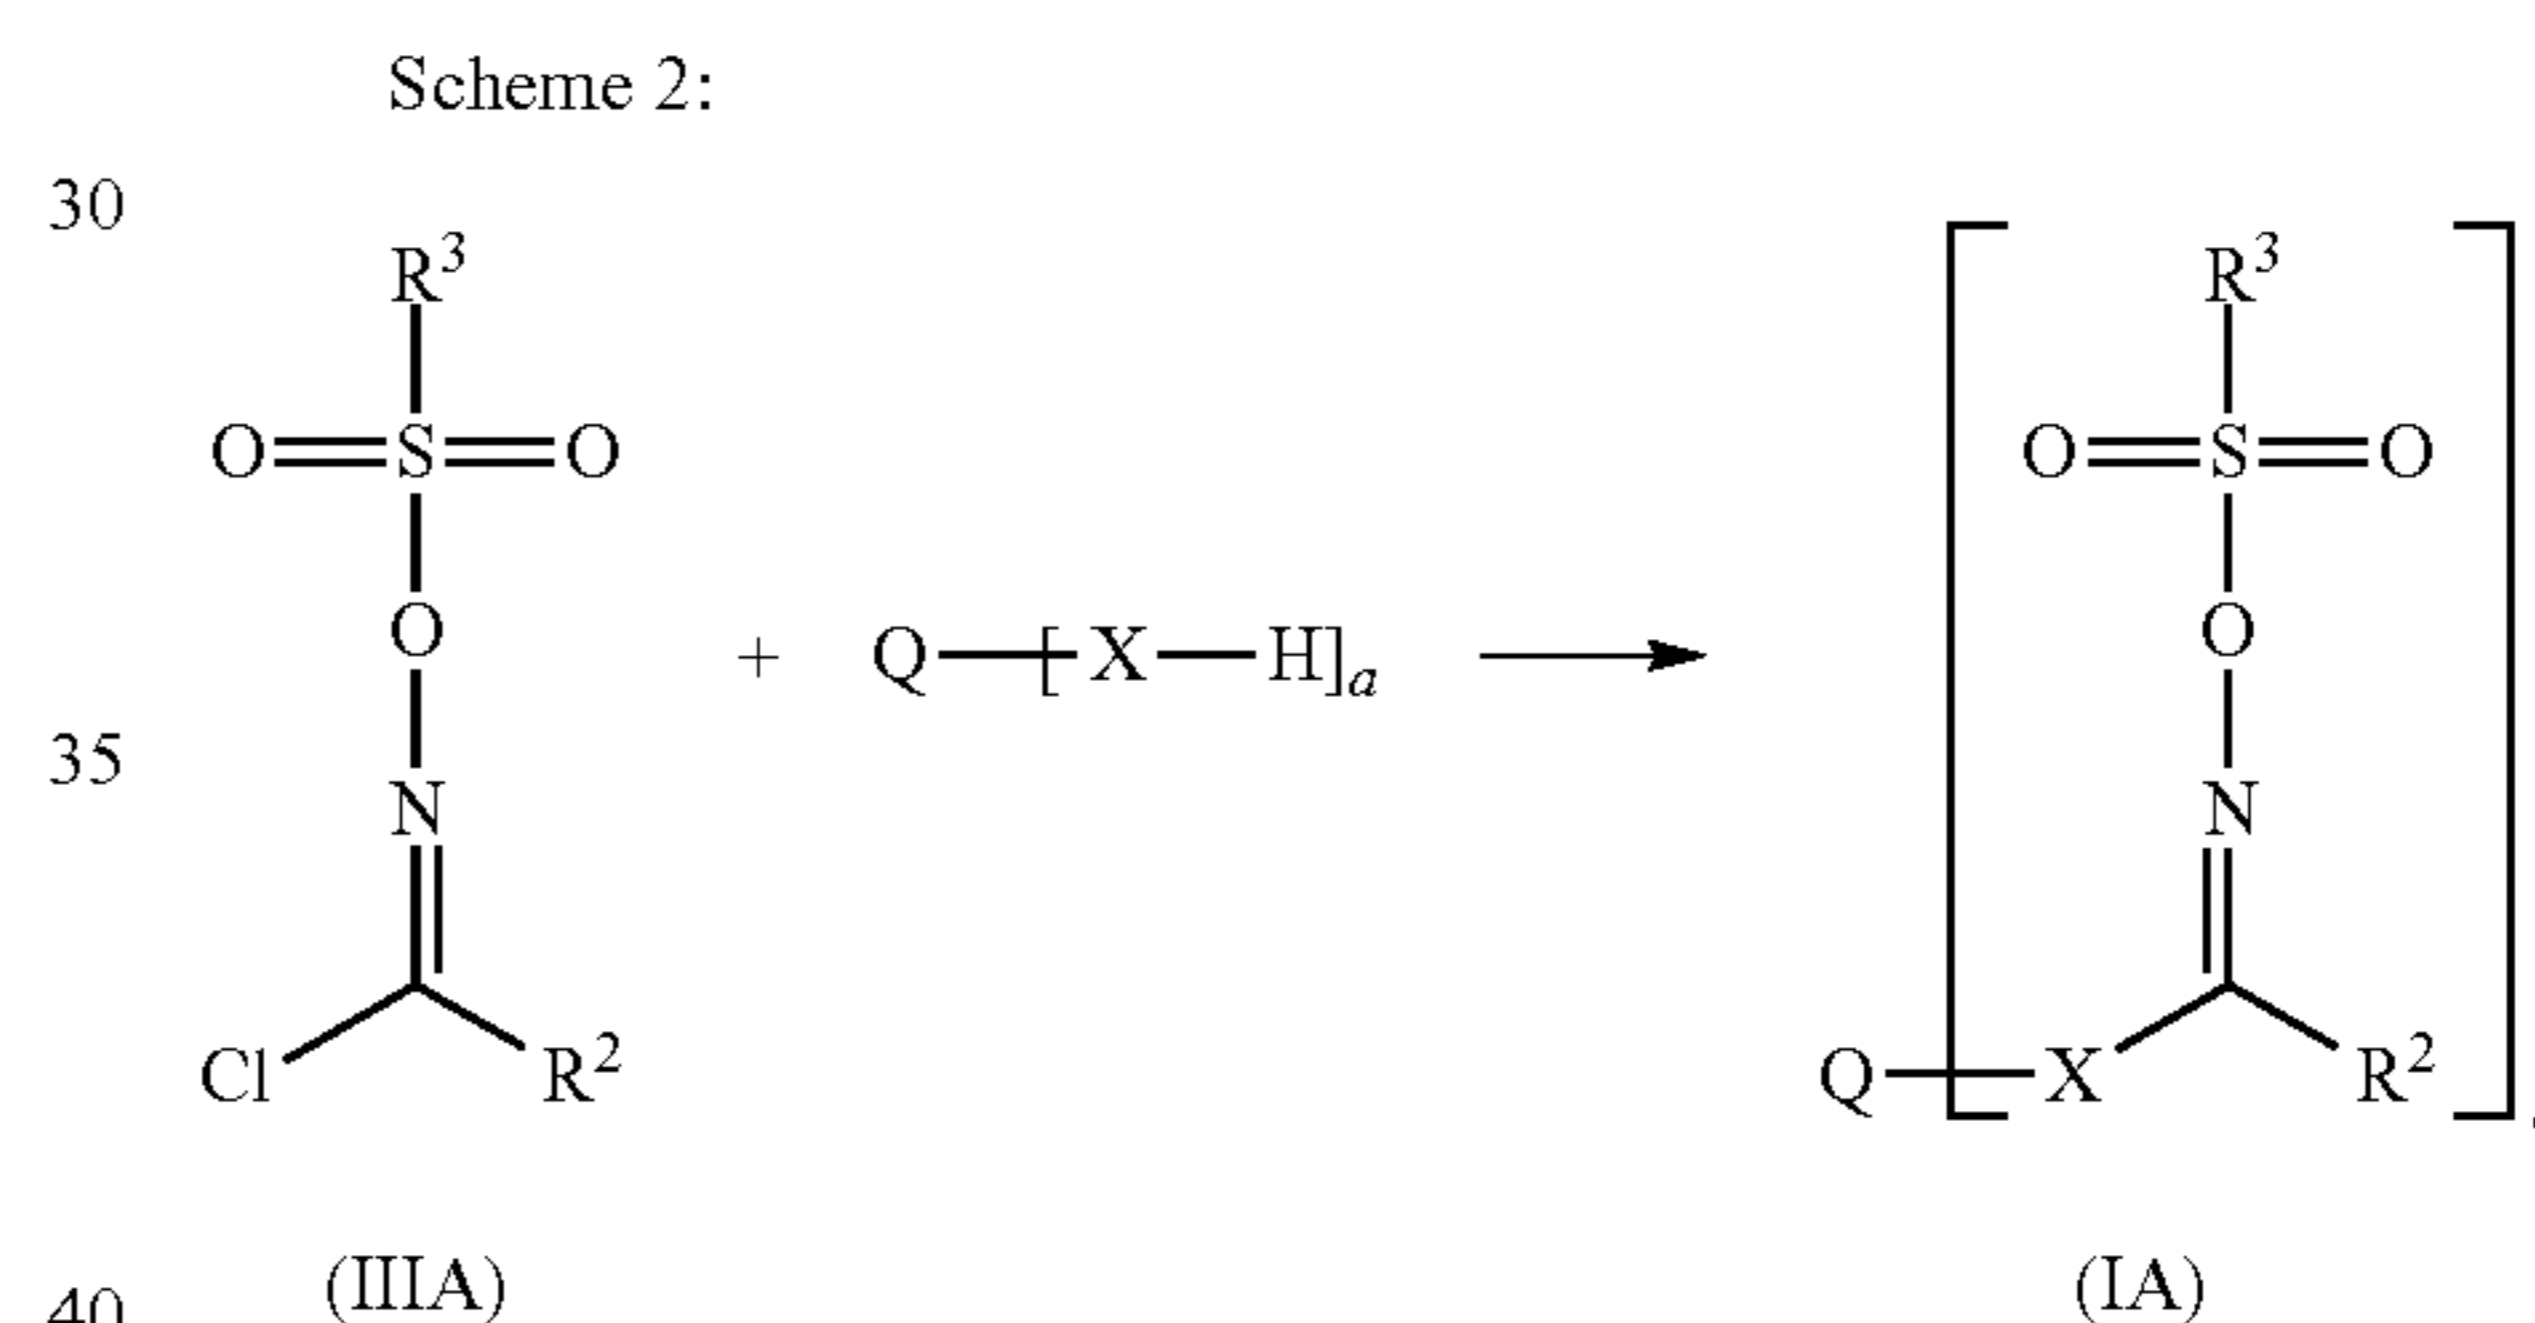 Scheme 2:
30
R³ R³
O S O O S O
O O
+ Q [ X H]a
35
N N
Cl R² Q X R²
(IIIA) (IA)
40